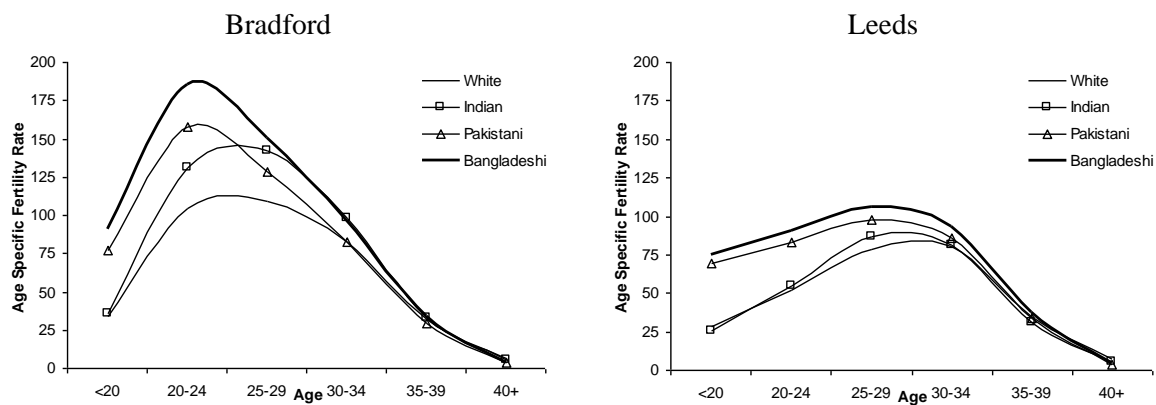 Bradford
200
175
150
125
100
75
50
25
0
Age Specific Fertility Rate
White
Indian
Pakistani
Bangladeshi
<20 20-24 25-29 30-34 35-39 40+
Age
Leeds
200
175
150
125
100
75
50
25
0
Age Specific Fertility Rate
White
Indian
Pakistani
Bangladeshi
<20 20-24 25-29 30-34 35-39 40+
Age